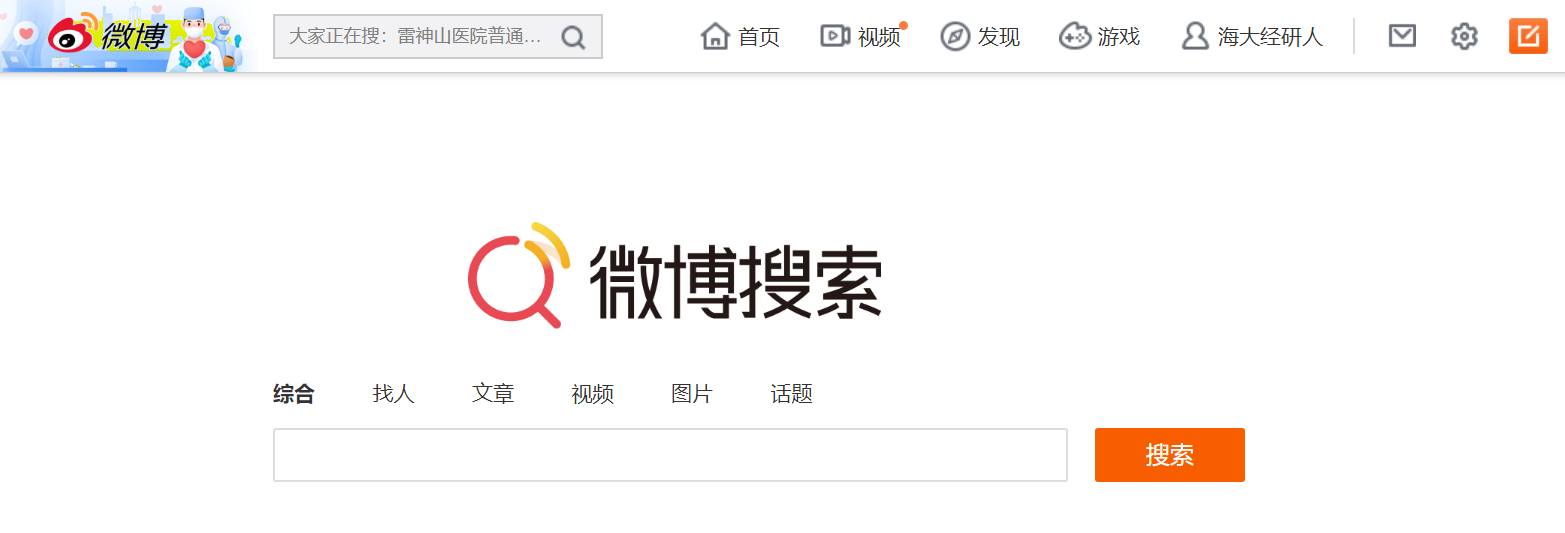 微博
大家正在搜：雷神山医院普通...
首页
视频
发现
游戏
海大经研人
微博搜索
综合 找人 文章 视频 图片 话题
搜索